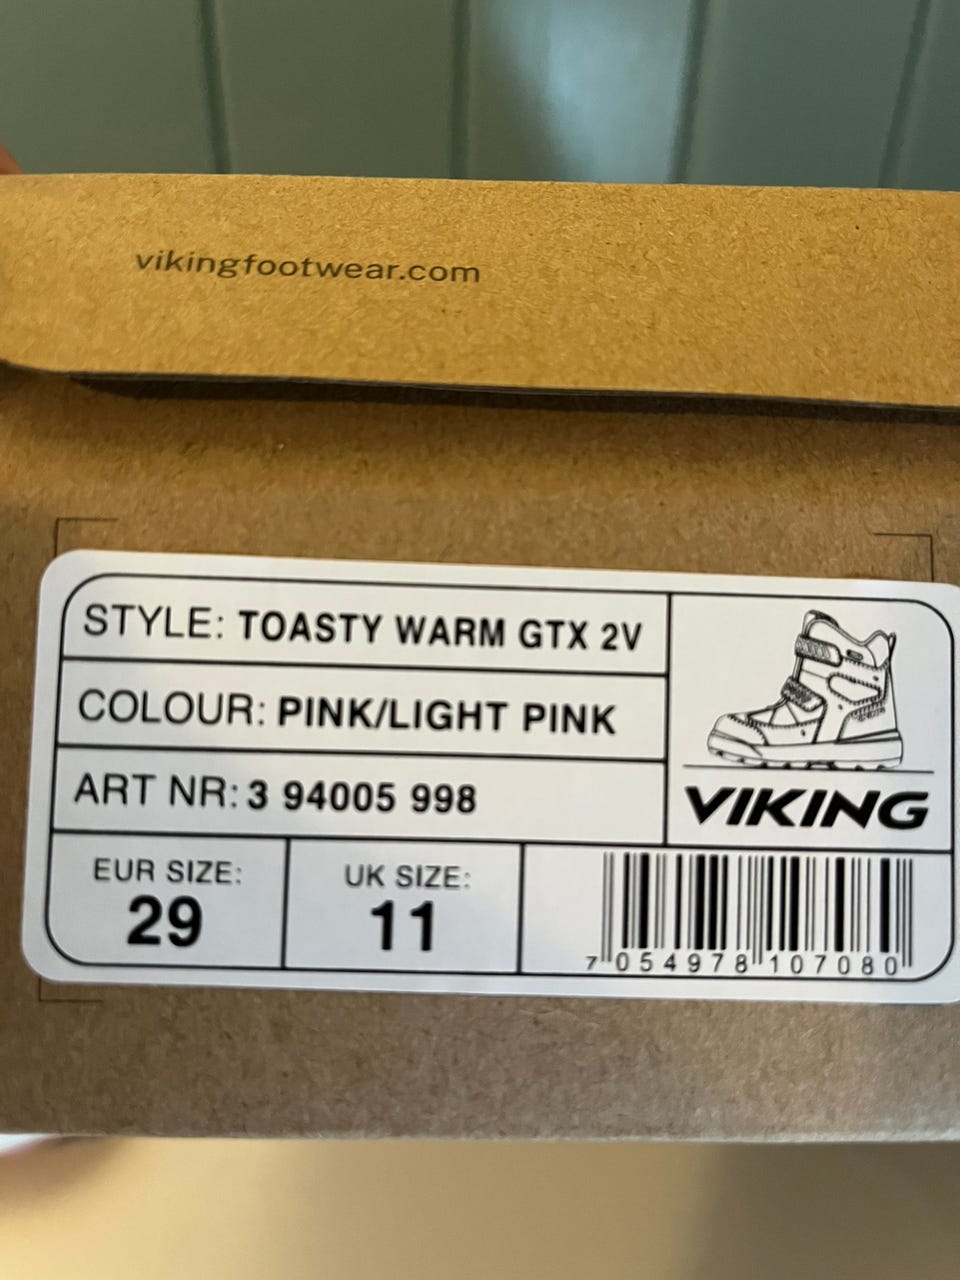 vikingfootwear.com
STYLE: TOASTY WARM GTX 2V
COLOUR: PINK/LIGHT PINK
ART NR: 3 94005 998
VIKING
EUR SIZE:
29
UK SIZE:
11
7 054978 107080